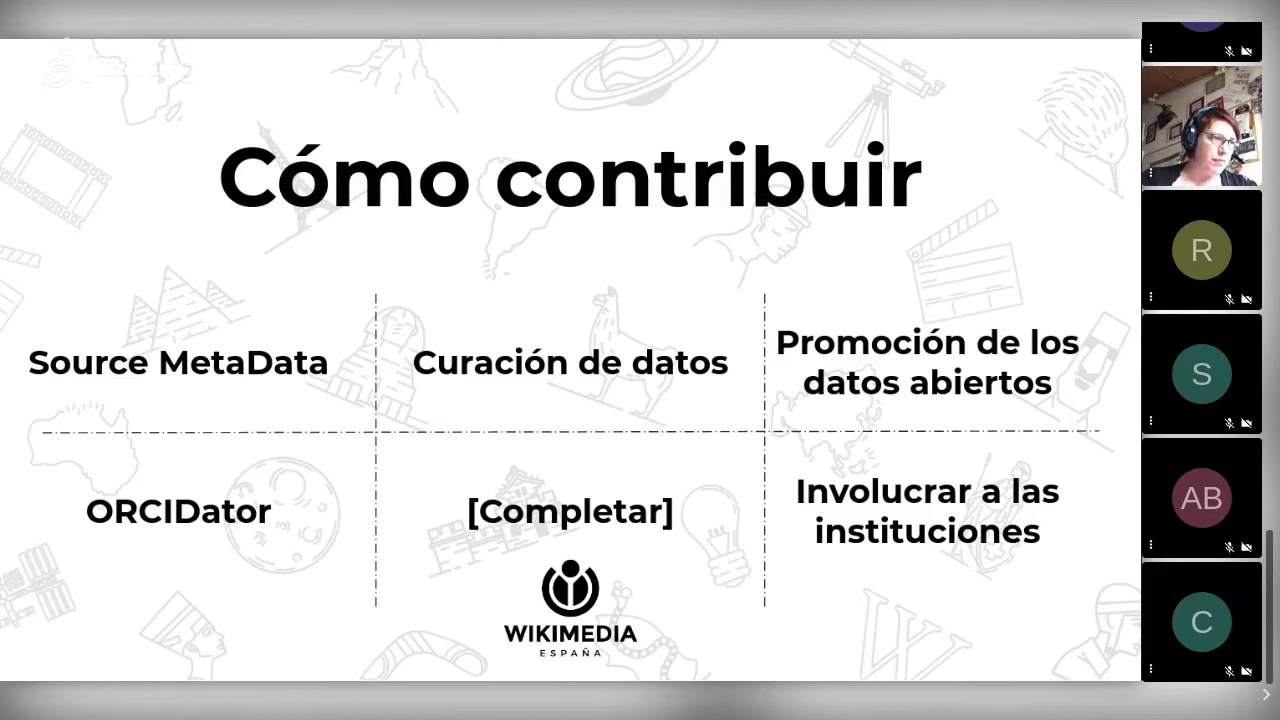 Cómo contribuir
Source MetaData
Curación de datos
Promoción de los
datos abiertos
ORCIDator
[Completar]
Involucrar a las
instituciones
WIKIMEDIA
ESPAÑA
R
S
AB
C